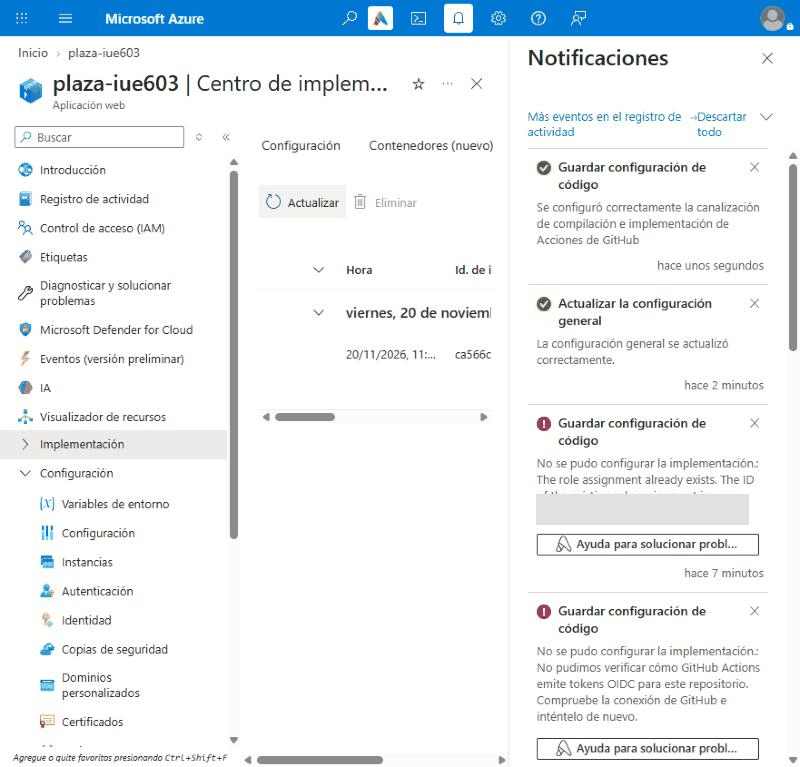 Microsoft Azure
Inicio > plaza-iue603
plaza-iue603 | Centro de implem...
Aplicación web
Buscar
Introducción
Registro de actividad
Control de acceso (IAM)
Etiquetas
Diagnosticar y solucionar
problemas
Microsoft Defender for Cloud
Eventos (versión preliminar)
IA
Visualizador de recursos
Implementación
Configuración
Variables de entorno
Configuración
Instancias
Autenticación
Identidad
Copias de seguridad
Dominios
personalizados
Certificados
Agregue o quite favoritos presionando Ctrl+Shift+F
Configuración Contenedores (nuevo)
Actualizar Eliminar
Hora Id. de i
viernes, 20 de noviem
20/11/2026, 11:... ca566c
Notificaciones
Más eventos en el registro de
actividad
→Descartar
todo
Guardar configuración de
código
Se configuró correctamente la canalización
de compilación e implementación de
Acciones de GitHub
hace unos segundos
Actualizar la configuración
general
La configuración general se actualizó
correctamente.
hace 2 minutos
Guardar configuración de
código
No se pudo configurar la implementación.:
The role assignment already exists. The ID
Ayuda para solucionar probl...
hace 7 minutos
Guardar configuración de
código
No se pudo configurar la implementación.:
No pudimos verificar cómo GitHub Actions
emite tokens OIDC para este repositorio.
Compruebe la conexión de GitHub e
inténtelo de nuevo.
Ayuda para solucionar probl...